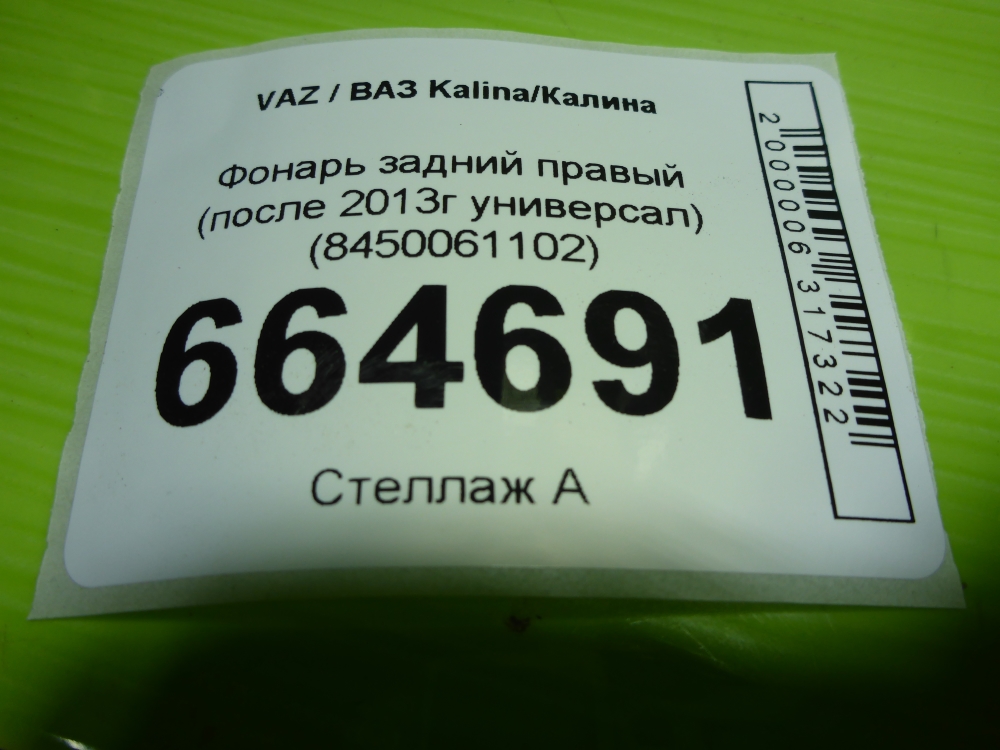 VAZ / ВАЗ Kalina/Калина
Фонарь задний правый
(после 2013г универсал)
(8450061102)
664691
Стеллаж А
2000006317322